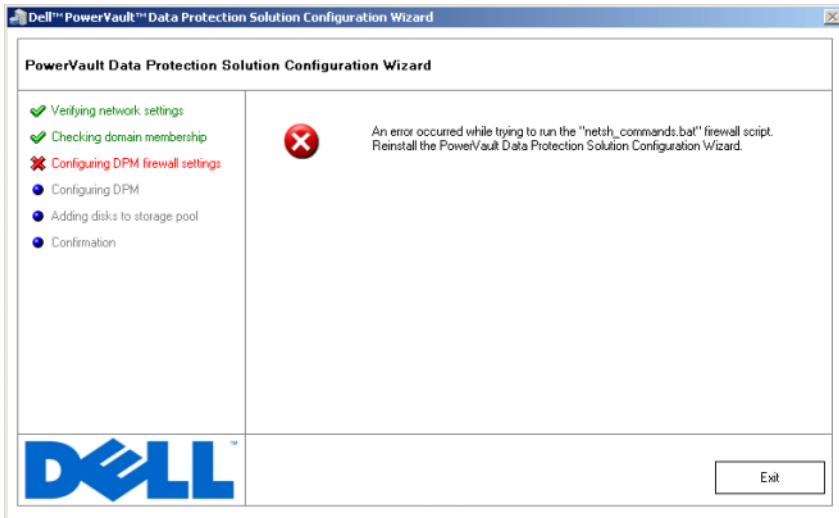 Dell™ PowerVault™ Data Protection Solution Configuration Wizard
PowerVault Data Protection Solution Configuration Wizard
Verifying network settings
Checking domain membership
Configuring DPM firewall settings
Configuring DPM
Adding disks to storage pool
Confirmation
An error occurred while trying to run the "netsh_commands.bat" firewall script.
Reinstall the PowerVault Data Protection Solution Configuration Wizard.
DELL™
Exit